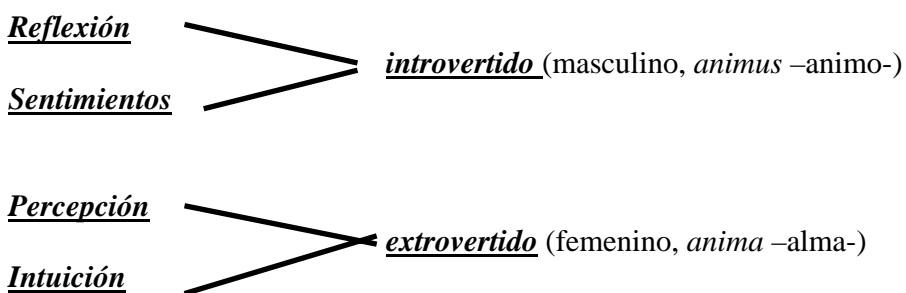 Reflexión
introvertido (masculino, animus –animo-)
Sentimientos
Percepción
extrovertido (femenino, anima –alma-)
Intuición